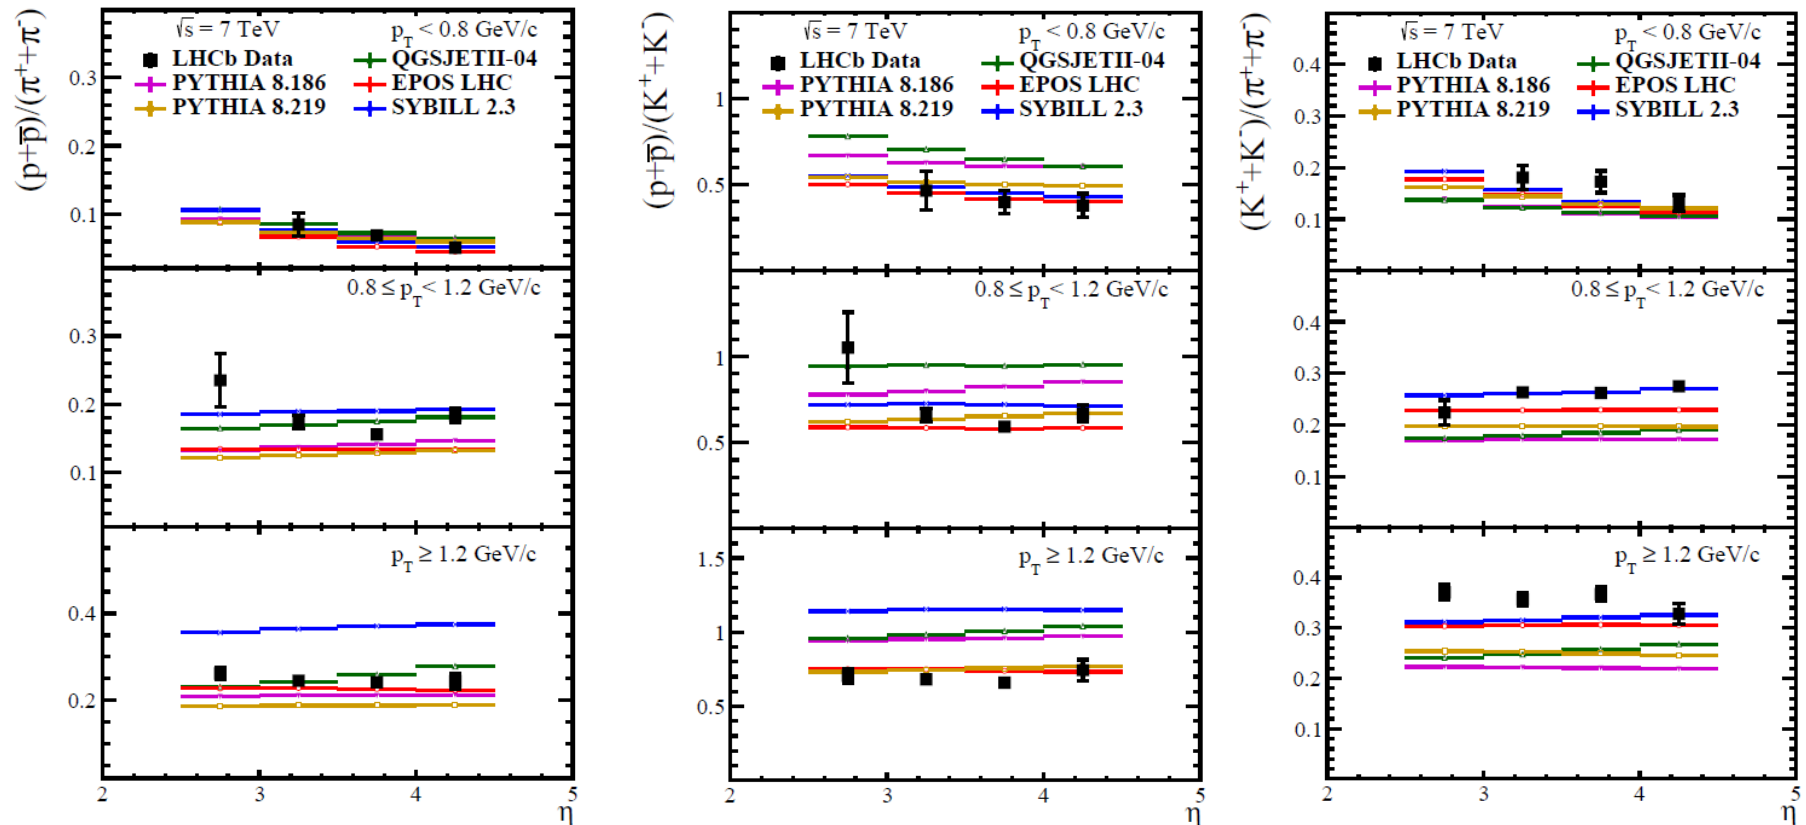 (p+p̅)/(π⁺+π⁻)
√s = 7 TeV p_T < 0.8 GeV/c
LHCb Data QGSJETII-04
PYTHIA 8.186 EPOS LHC
PYTHIA 8.219 SYBILL 2.3
0.3
0.2
0.1
0.8 ≤ p_T < 1.2 GeV/c
0.3
0.2
0.1
p_T ≥ 1.2 GeV/c
0.4
0.2
2 3 4 5
η
(p+p̅)/(K⁺+K⁻)
√s = 7 TeV p_T < 0.8 GeV/c
LHCb Data QGSJETII-04
PYTHIA 8.186 EPOS LHC
PYTHIA 8.219 SYBILL 2.3
1
0.5
0.8 ≤ p_T < 1.2 GeV/c
1
0.5
p_T ≥ 1.2 GeV/c
1.5
1
0.5
2 3 4 5
η
(K⁺+K⁻)/(π⁺+π⁻)
√s = 7 TeV p_T < 0.8 GeV/c
LHCb Data QGSJETII-04
PYTHIA 8.186 EPOS LHC
PYTHIA 8.219 SYBILL 2.3
0.4
0.3
0.2
0.1
0.8 ≤ p_T < 1.2 GeV/c
0.4
0.3
0.2
0.1
p_T ≥ 1.2 GeV/c
0.4
0.3
0.2
0.1
2 3 4 5
η